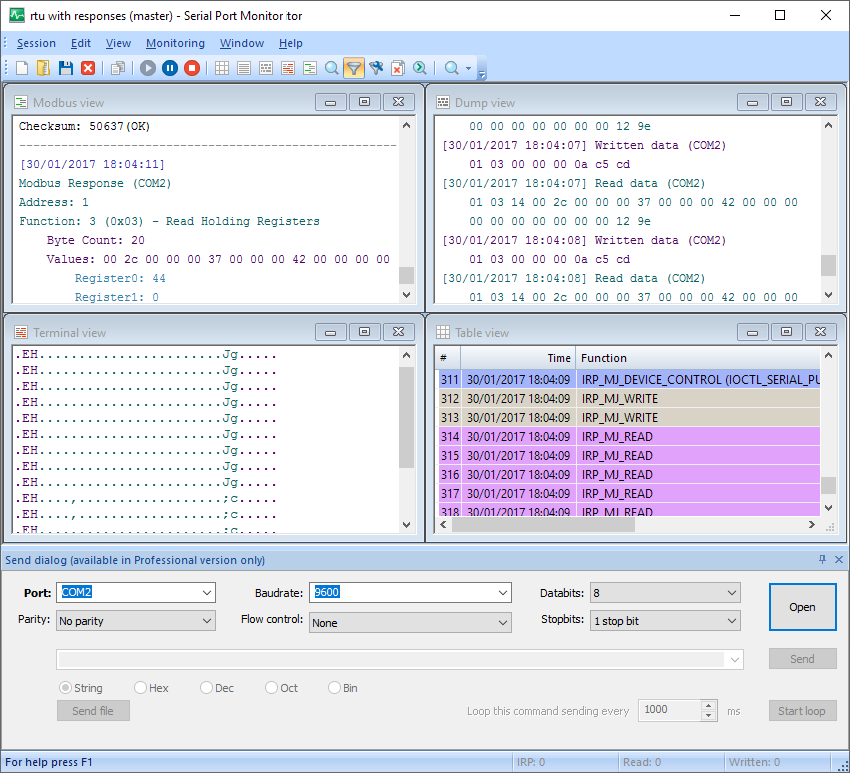 rtu with responses (master) - Serial Port Monitor tor
Session Edit View Monitoring Window Help
Modbus view
Checksum: 50637(OK)
------------------------------------------------------
[30/01/2017 18:04:11]
Modbus Response (COM2)
Address: 1
Function: 3 (0x03) - Read Holding Registers
Byte Count: 20
Values: 00 2c 00 00 00 37 00 00 00 42 00 00 00 00
Register0: 44
Register1: 0
Dump view
00 00 00 00 00 00 00 12 9e
[30/01/2017 18:04:07] Written data (COM2)
01 03 00 00 00 0a c5 cd
[30/01/2017 18:04:07] Read data (COM2)
01 03 14 00 2c 00 00 00 37 00 00 00 42 00 00 00
00 00 00 00 00 00 00 12 9e
[30/01/2017 18:04:08] Written data (COM2)
01 03 00 00 00 0a c5 cd
[30/01/2017 18:04:08] Read data (COM2)
01 03 14 00 2c 00 00 00 37 00 00 00 42 00 00 00
Terminal view
.EH.......................Jg.....
.EH.......................Jg.....
.EH.......................Jg.....
.EH.......................Jg.....
.EH.......................Jg.....
.EH.......................Jg.....
.EH.......................Jg.....
.EH.......................Jg.....
.EH.......................Jg.....
.EH....,..................;c.....
.EH....,..................;c.....
.EH.......................;c.....
Table view
# Time Function
311 30/01/2017 18:04:09 IRP_MJ_DEVICE_CONTROL (IOCTL_SERIAL_PU
312 30/01/2017 18:04:09 IRP_MJ_WRITE
313 30/01/2017 18:04:09 IRP_MJ_WRITE
314 30/01/2017 18:04:09 IRP_MJ_READ
315 30/01/2017 18:04:09 IRP_MJ_READ
316 30/01/2017 18:04:09 IRP_MJ_READ
317 30/01/2017 18:04:09 IRP_MJ_READ
318 30/01/2017 18:04:09 IRP_MJ_READ
Send dialog (available in Professional version only)
Port: COM2 Baudrate: 9600 Databits: 8 Open
Parity: No parity Flow control: None Stopbits: 1 stop bit
Send
String Hex Dec Oct Bin
Send file Loop this command sending every 1000 ms Start loop
For help press F1 IRP: 0 Read: 0 Written: 0